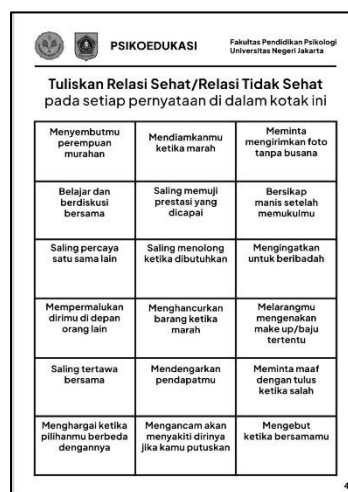 PSIKOEDUKASI
Fakultas Pendidikan Psikologi
Universitas Negeri Jakarta
Tuliskan Relasi Sehat/Relasi Tidak Sehat
pada setiap pernyataan di dalam kotak ini
Menyembutmu
perempuan
murahan
Mendiamkanmu
ketika marah
Meminta
mengirimkan foto
tanpa busana
Belajar dan
berdiskusi
bersama
Saling memuji
prestasi yang
dicapai
Bersikap
manis setelah
memukulmu
Saling percaya
satu sama lain
Saling menolong
ketika dibutuhkan
Mengingatkan
untuk beribadah
Mempermalukan
dirimu di depan
orang lain
Menghancurkan
barang ketika
marah
Melarangmu
mengenakan
make up/baju
tertentu
Saling tertawa
bersama
Mendengarkan
pendapatmu
Meminta maaf
dengan tulus
ketika salah
Menghargai ketika
pilihanmu berbeda
dengannya
Mengancam akan
menyakiti dirinya
jika kamu putuskan
Mengebut
ketika bersamamu
4